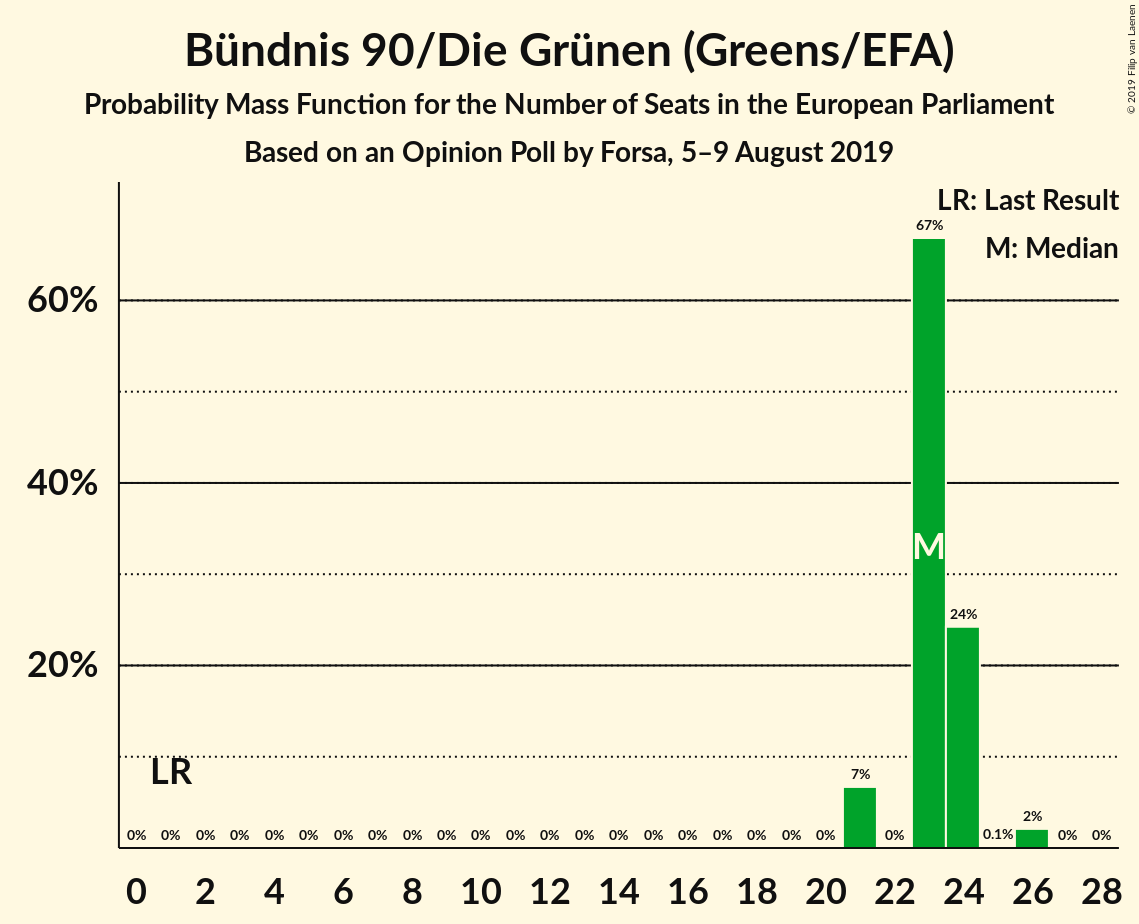 Bündnis 90/Die Grünen (Greens/EFA)
Probability Mass Function for the Number of Seats in the European Parliament
Based on an Opinion Poll by Forsa, 5–9 August 2019
© 2019 Filip van Laenen
LR: Last Result
M: Median
67%
60%
40%
M
24%
20%
LR
7%
2%
0% 0% 0% 0% 0% 0% 0% 0% 0% 0% 0% 0% 0% 0% 0% 0% 0% 0% 0% 0% 0% 0% 0.1% 0% 0%
0 2 4 6 8 10 12 14 16 18 20 22 24 26 28